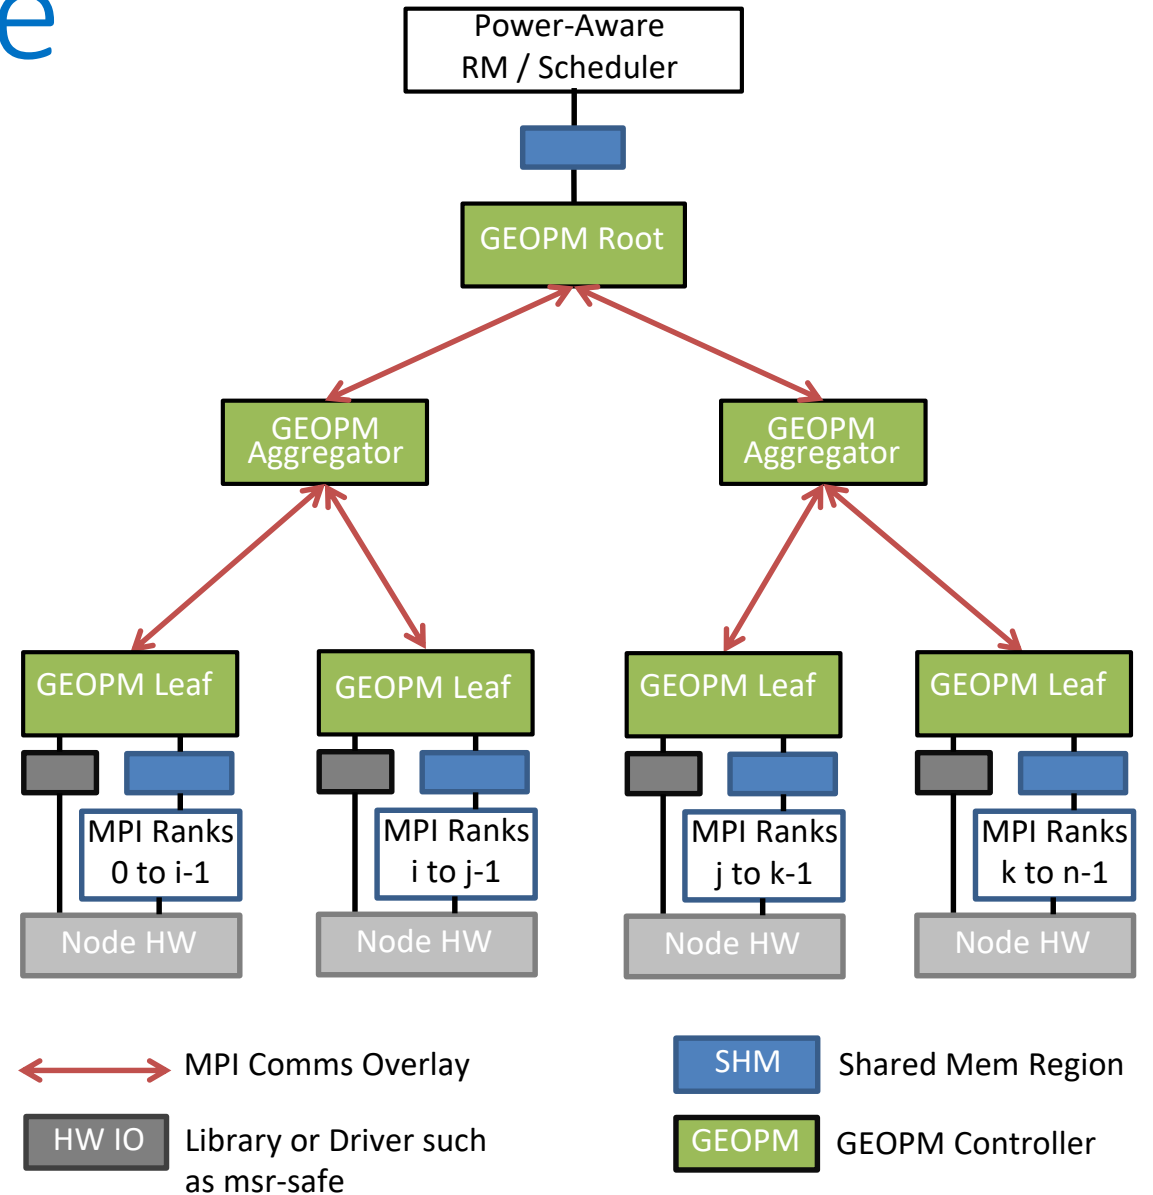 e
Power-Aware
RM / Scheduler
GEOPM Root
GEOPM
Aggregator
GEOPM
Aggregator
GEOPM Leaf
GEOPM Leaf
GEOPM Leaf
GEOPM Leaf
MPI Ranks
0 to i-1
MPI Ranks
i to j-1
MPI Ranks
j to k-1
MPI Ranks
k to n-1
Node HW
Node HW
Node HW
Node HW
MPI Comms Overlay
SHM
Shared Mem Region
HW IO
Library or Driver such
as msr-safe
GEOPM
GEOPM Controller